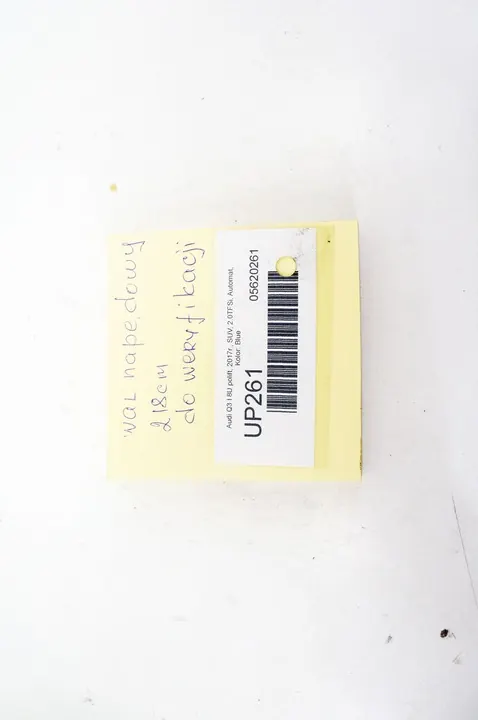 wał napędowy
218cm
do weryfikacji
Audi Q3 I 8U polift, 2017r., SUV, 2.0TFSi, Automat,
Kolor: Blue
UP261
05620261